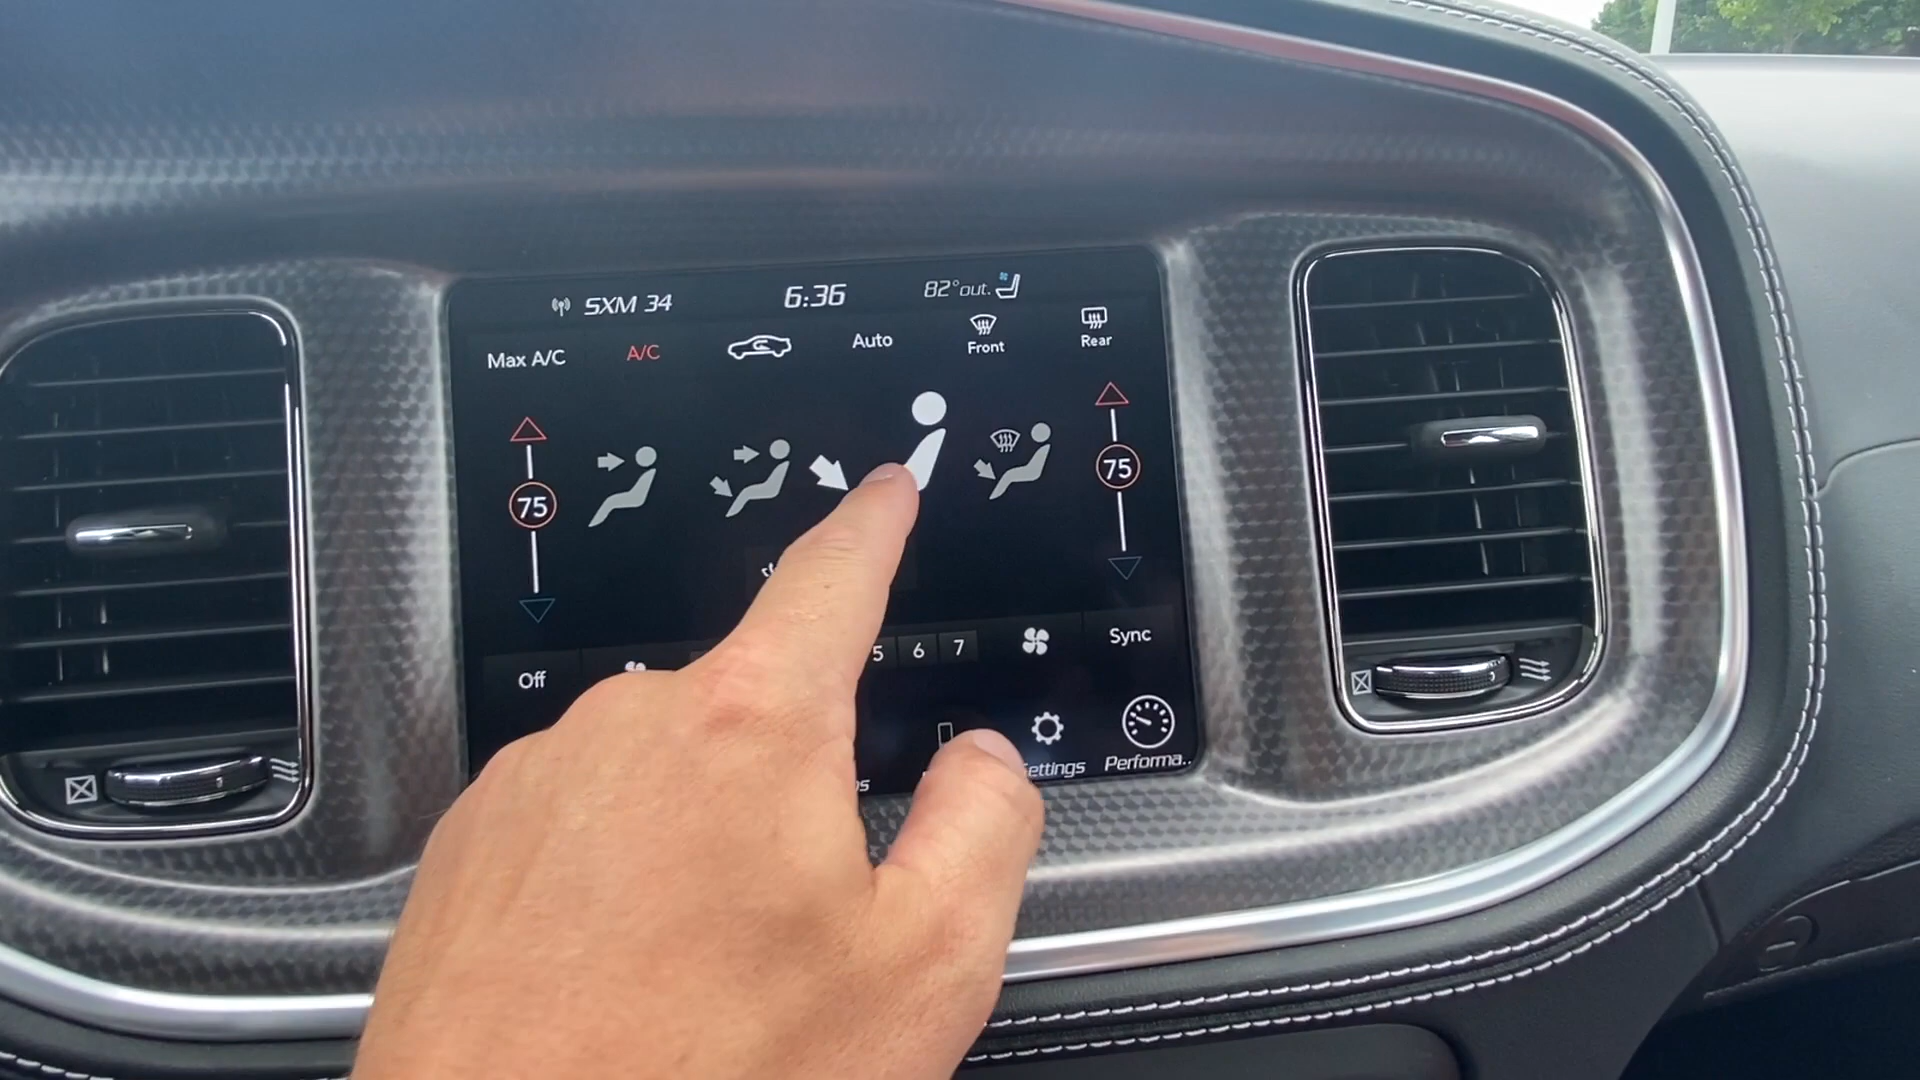 SXM 34 6:36 82°out.
Max A/C A/C Auto Front Rear
75 75
Off 5 6 7 Sync
Settings Performa..